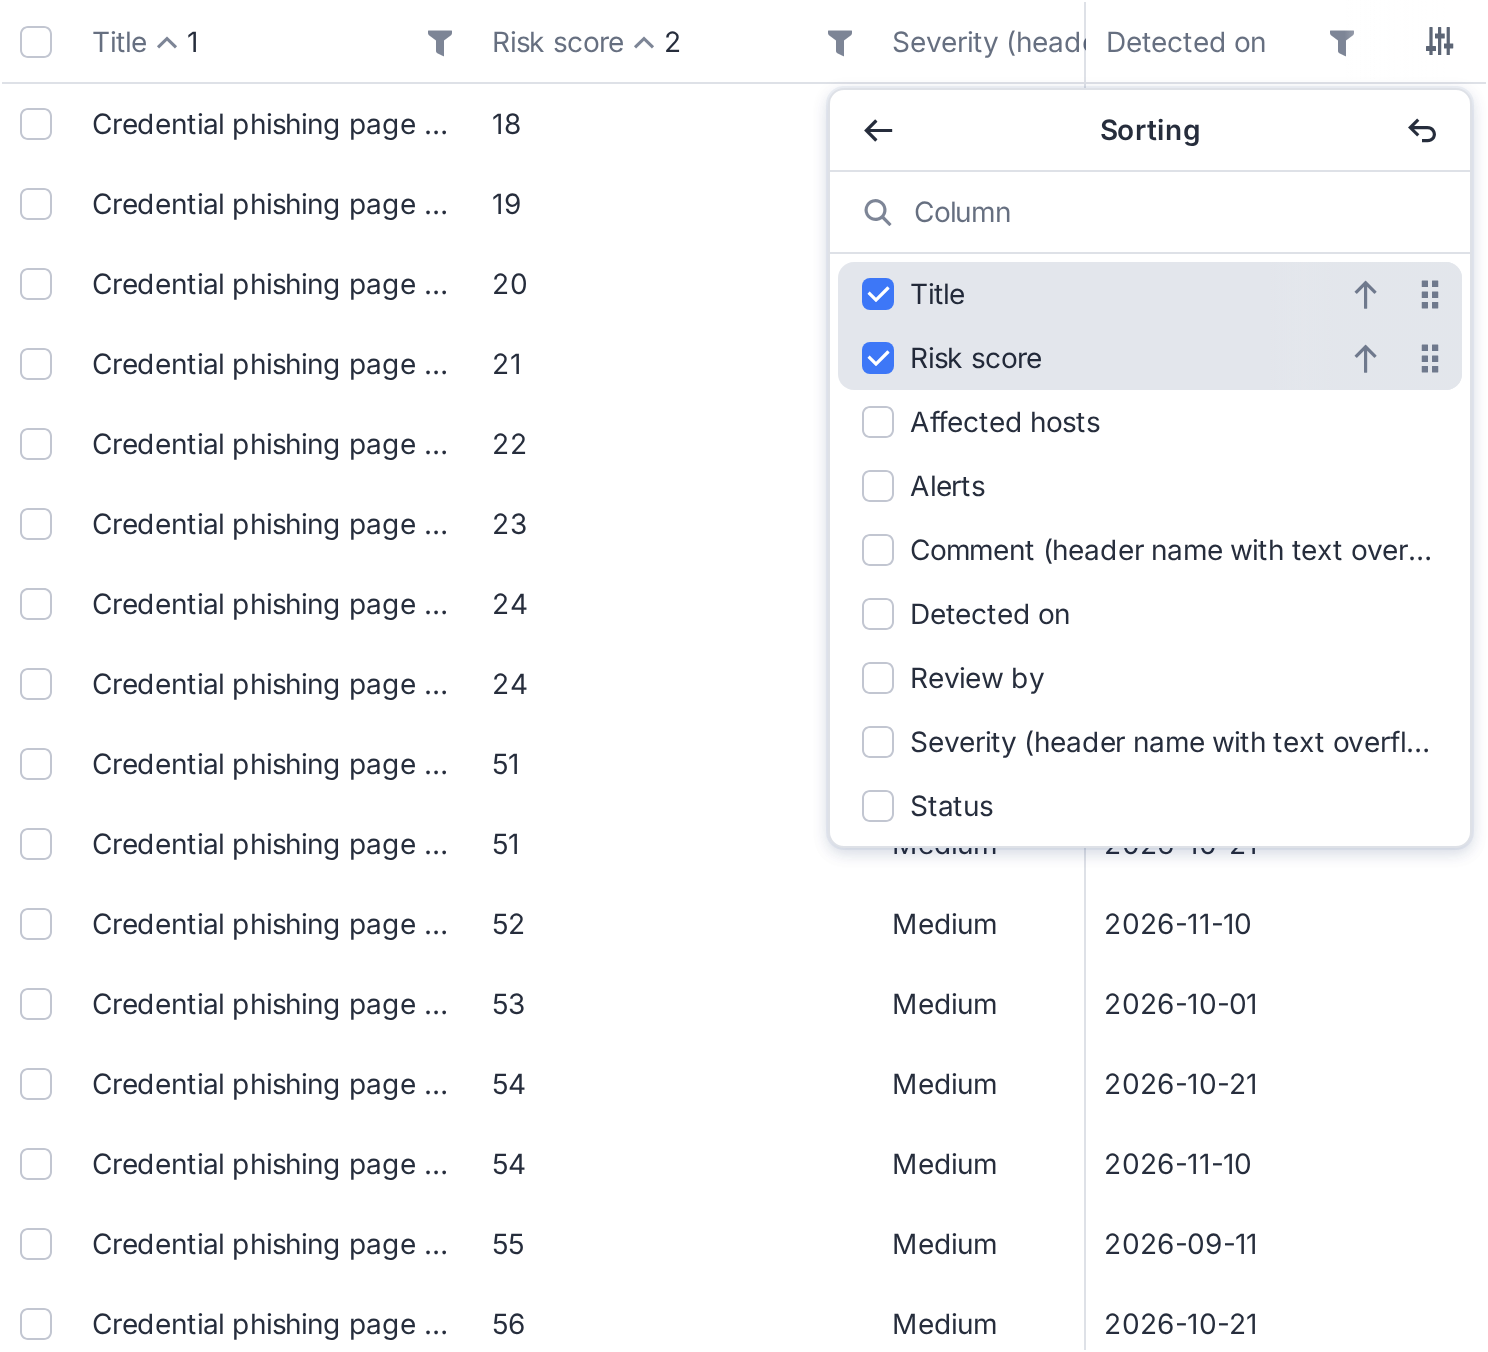 Title 1 Risk score 2 Severity (heade Detected on
Credential phishing page ... 18
Sorting
Credential phishing page ... 19
Column
Credential phishing page ... 20
Title
Credential phishing page ... 21
Risk score
Affected hosts
Credential phishing page ... 22
Alerts
Credential phishing page ... 23
Comment (header name with text over...
Credential phishing page ... 24
Detected on
Credential phishing page ... 24
Review by
Credential phishing page ... 51
Severity (header name with text overfl...
Status
Credential phishing page ... 51 Medium 2026-10-21
Credential phishing page ... 52 Medium 2026-11-10
Credential phishing page ... 53 Medium 2026-10-01
Credential phishing page ... 54 Medium 2026-10-21
Credential phishing page ... 54 Medium 2026-11-10
Credential phishing page ... 55 Medium 2026-09-11
Credential phishing page ... 56 Medium 2026-10-21